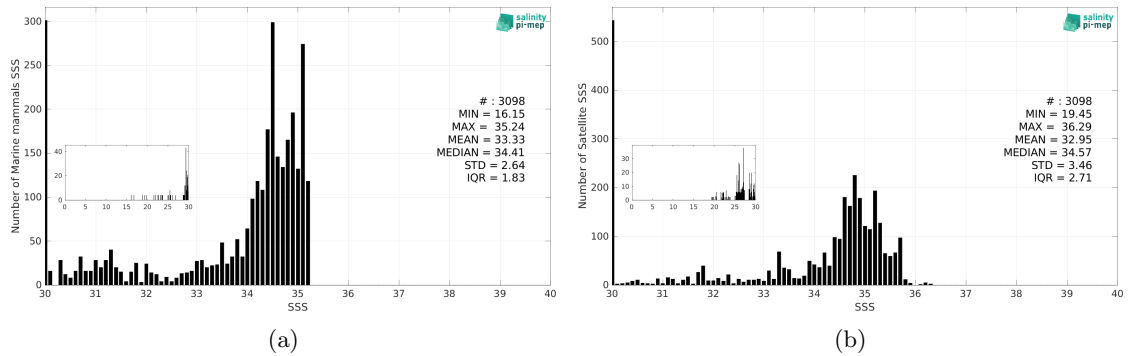 salinity
pi-mep
Number of Marine mammals SSS
300
250
200
150
100
50
0
# : 3098
MIN = 16.15
MAX = 35.24
MEAN = 33.33
MEDIAN = 34.41
STD = 2.64
IQR = 1.83
40
20
0
0 5 10 15 20 25 30
30 31 32 33 34 35 36 37 38 39 40
SSS
(a)
salinity
pi-mep
Number of Satellite SSS
500
400
300
200
100
0
# : 3098
MIN = 19.45
MAX = 36.29
MEAN = 32.95
MEDIAN = 34.57
STD = 3.46
IQR = 2.71
30
20
10
0
0 5 10 15 20 25 30
30 31 32 33 34 35 36 37 38 39 40
SSS
(b)